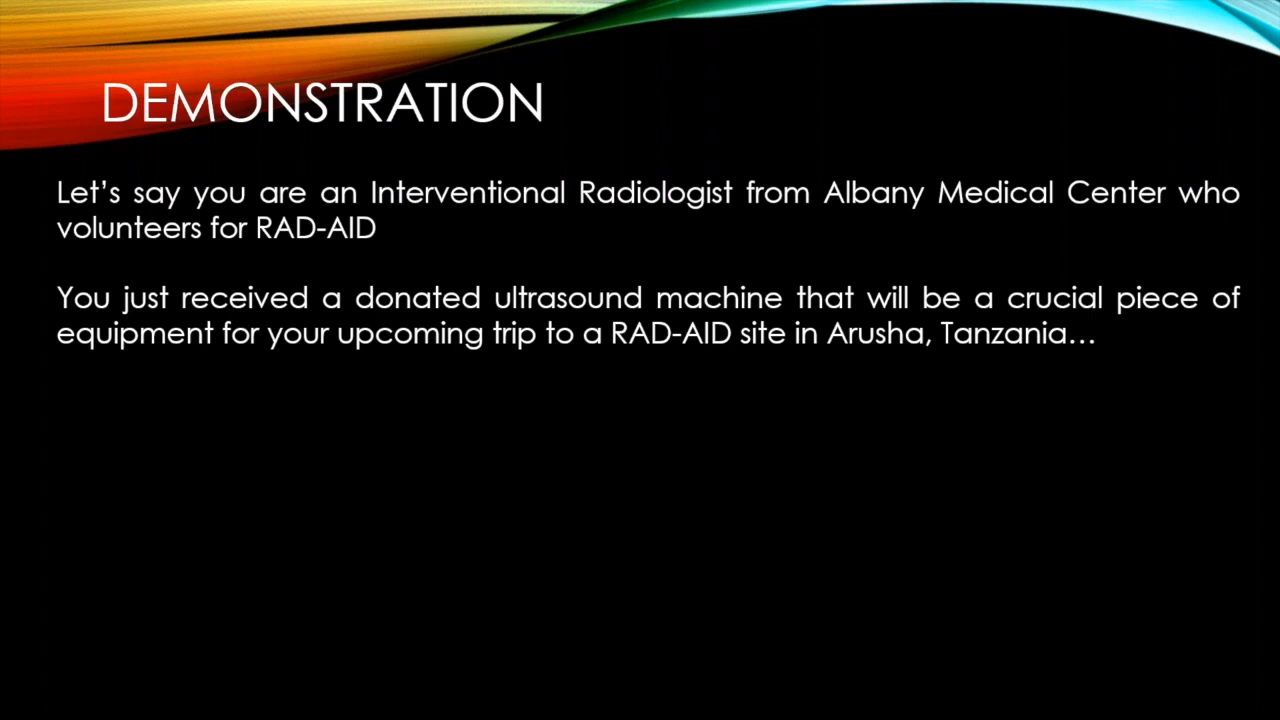 DEMONSTRATION
Let’s say you are an Interventional Radiologist from Albany Medical Center who
volunteers for RAD-AID
You just received a donated ultrasound machine that will be a crucial piece of
equipment for your upcoming trip to a RAD-AID site in Arusha, Tanzania…